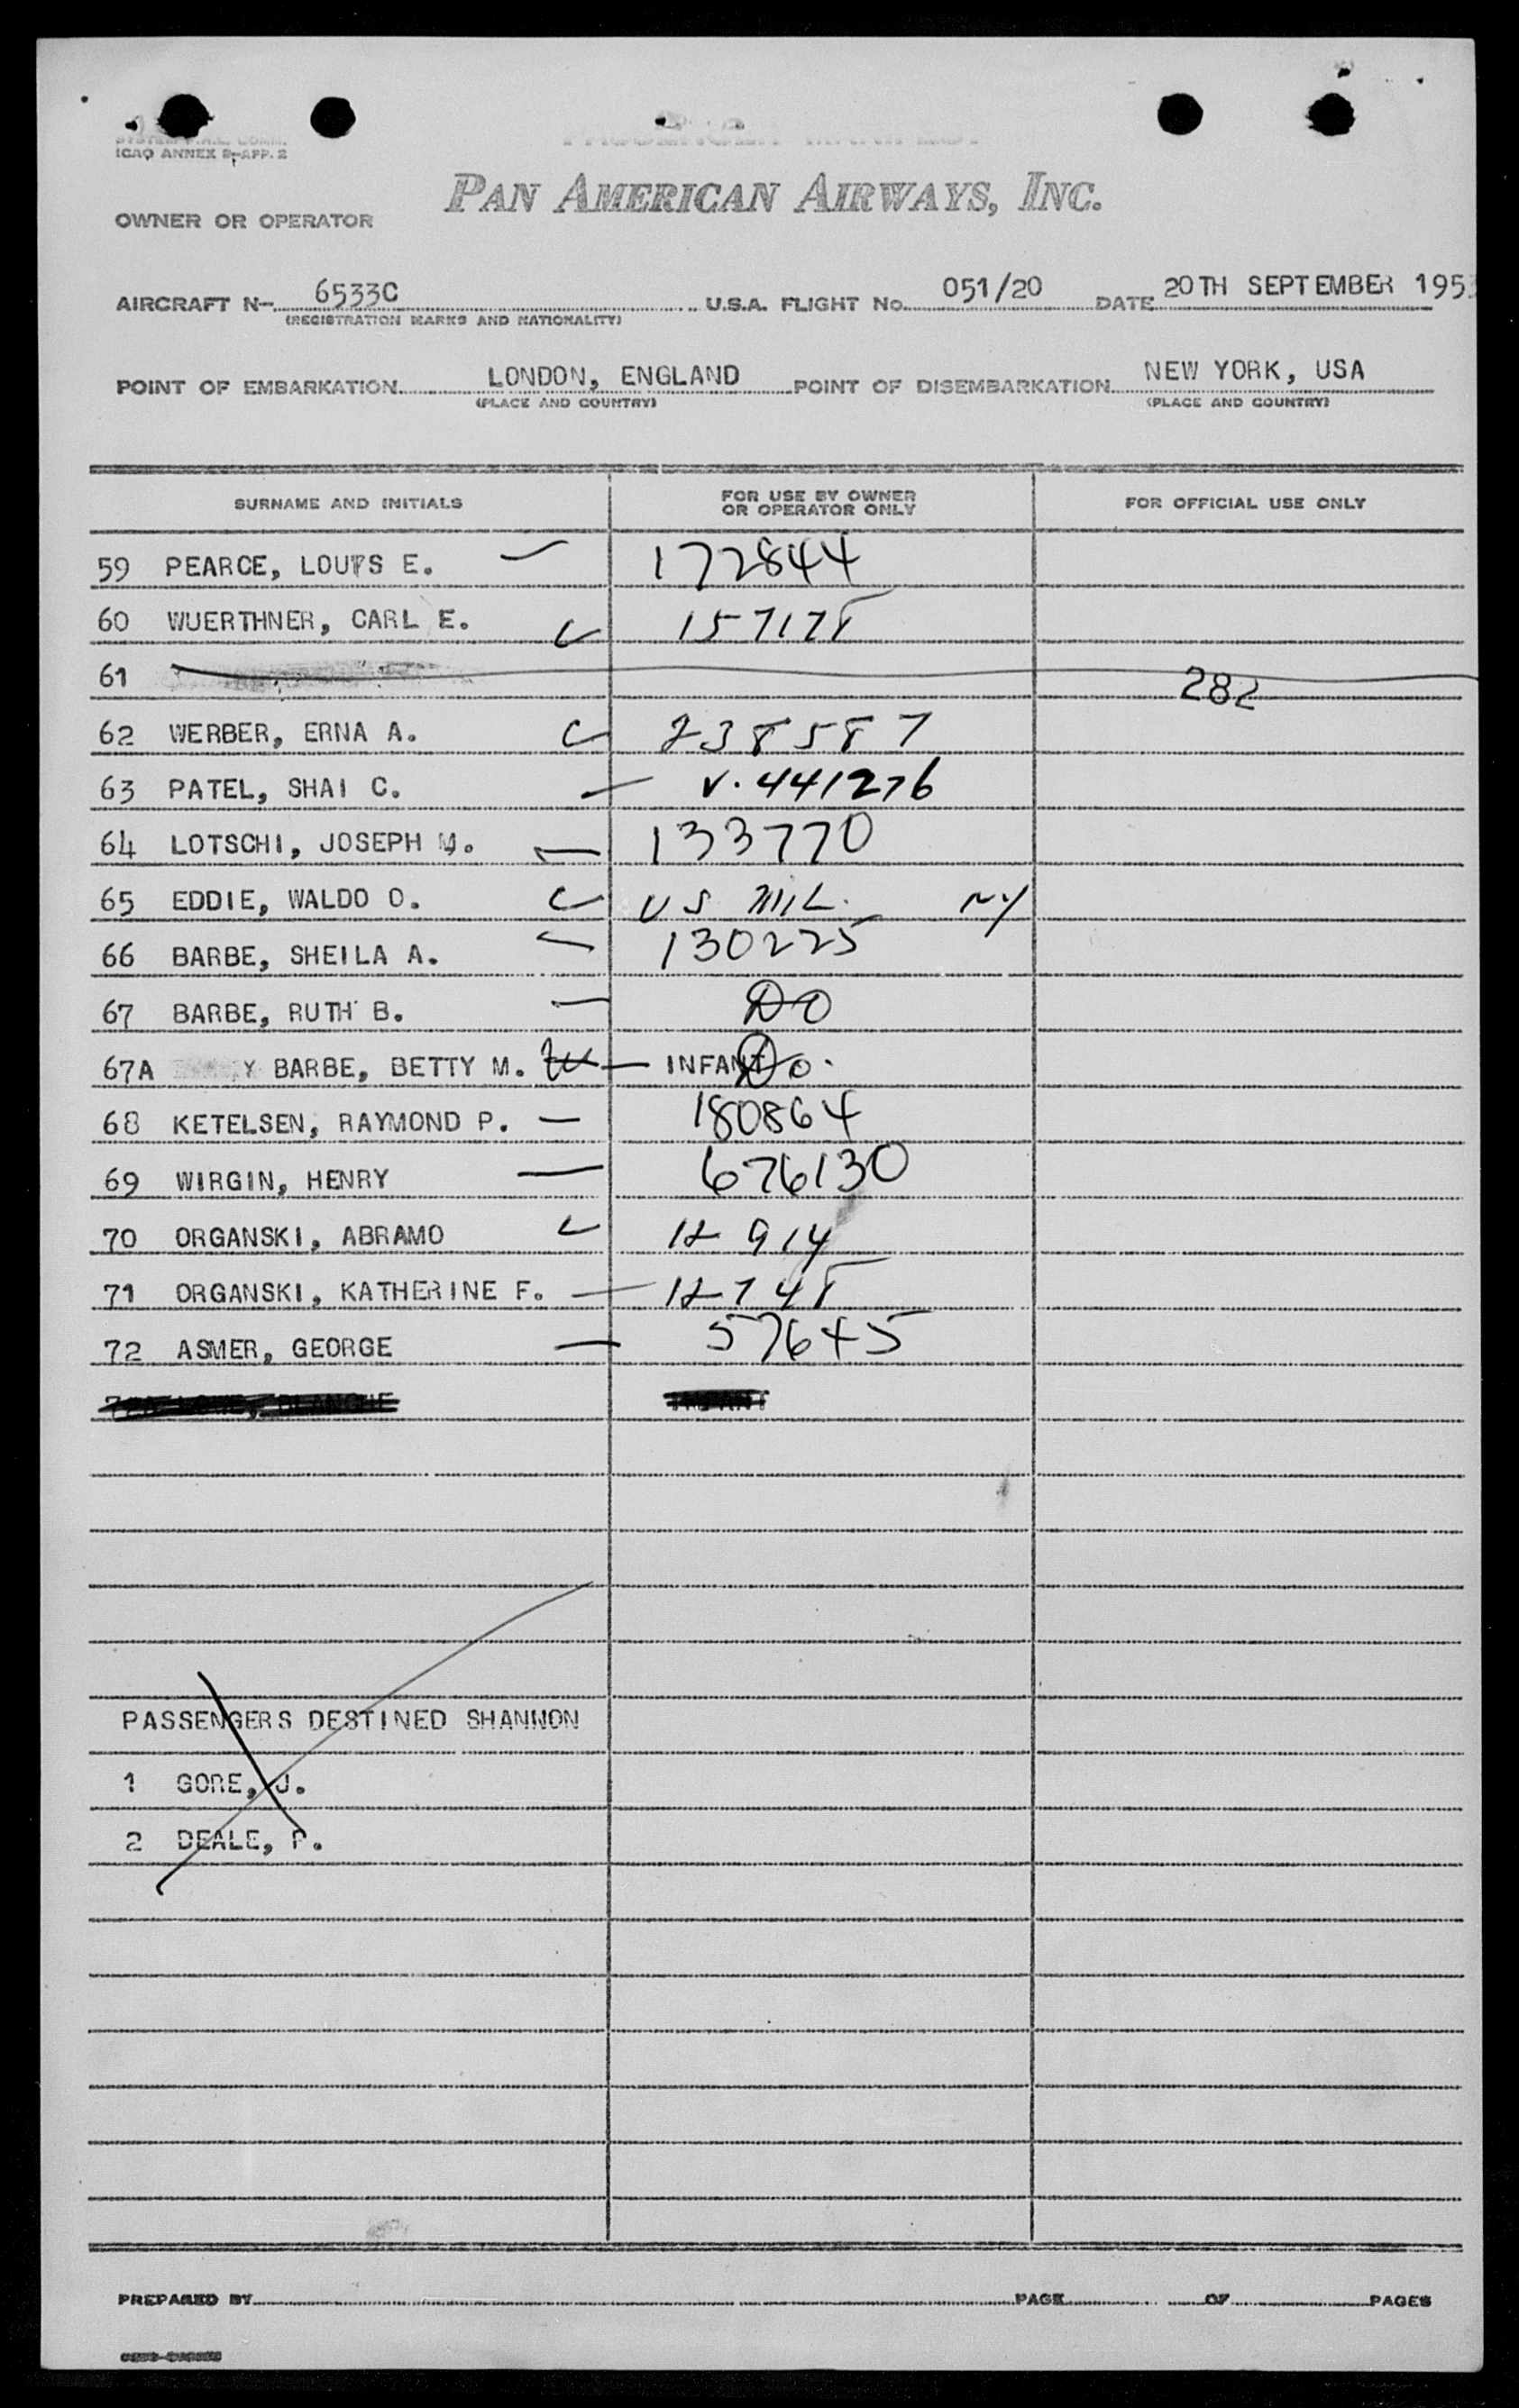 ICAO ANNEX 9-APP. 2
PAN AMERICAN AIRWAYS, INC.
OWNER OR OPERATOR
AIRCRAFT N- 6533C U.S.A. FLIGHT No. 051/20 DATE 20TH SEPTEMBER 195
(REGISTRATION MARKS AND NATIONALITY)
POINT OF EMBARKATION LONDON, ENGLAND POINT OF DISEMBARKATION NEW YORK, USA
(PLACE AND COUNTRY) (PLACE AND COUNTRY)
SURNAME AND INITIALS FOR USE BY OWNER OR OPERATOR ONLY FOR OFFICIAL USE ONLY
59 PEARCE, LOUIS E. 172844
60 WUERTHNER, CARL E. 157178
61 282
62 WERBER, ERNA A. 238587
63 PATEL, SHAI C. V. 441276
64 LOTSCHI, JOSEPH M. 133770
65 EDDIE, WALDO O. US MIL. NY
66 BARBE, SHEILA A. 130225
67 BARBE, RUTH B. DO
67A Y BARBE, BETTY M. INFANT Do.
68 KETELSEN, RAYMOND P. 180864
69 WIRGIN, HENRY 676130
70 ORGANSKI, ABRAMO 12914
71 ORGANSKI, KATHERINE F. 12748
72 ASMER, GEORGE 57645
PASSENGERS DESTINED SHANNON
1 GORE, J.
2 DEALE, P.
PREPARED BY PAGE OF PAGES